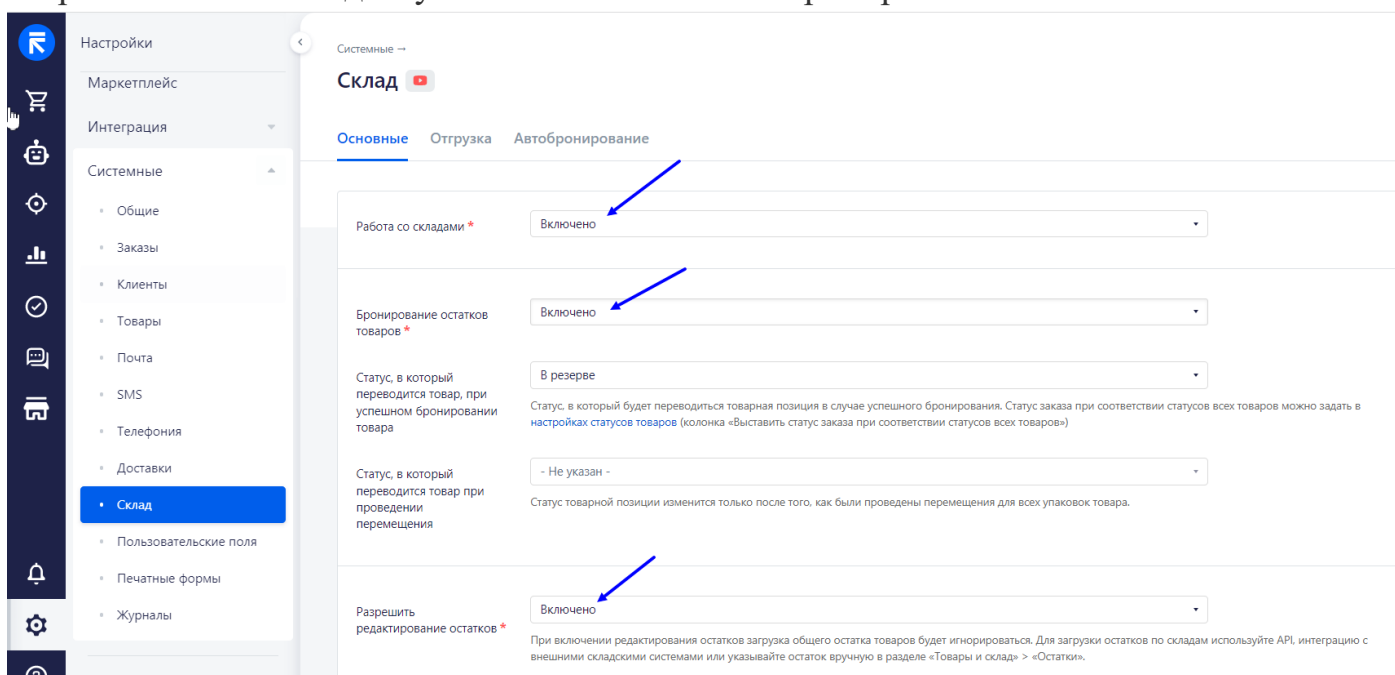 Настройки
Маркетплейс
Интеграция
Системные
Общие
Заказы
Клиенты
Товары
Почта
SMS
Телефония
Доставки
Склад
Пользовательские поля
Печатные формы
Журналы
Системные →
Склад
Основные Отгрузка Автобронирование
Работа со складами *
Включено
Бронирование остатков
товаров *
Включено
Статус, в который
переводится товар, при
успешном бронировании
товара
В резерве
Статус, в который будет переводиться товарная позиция в случае успешного бронирования. Статус заказа при соответствии статусов всех товаров можно задать в
настройках статусов товаров (колонка «Выставить статус заказа при соответствии статусов всех товаров»)
Статус, в который
переводится товар при
проведении
перемещения
- Не указан -
Статус товарной позиции изменится только после того, как были проведены перемещения для всех упаковок товара.
Разрешить
редактирование остатков *
Включено
При включении редактирования остатков загрузка общего остатка товаров будет игнорироваться. Для загрузки остатков по складам используйте API, интеграцию с
внешними складскими системами или указывайте остаток вручную в разделе «Товары и склад» > «Остатки».